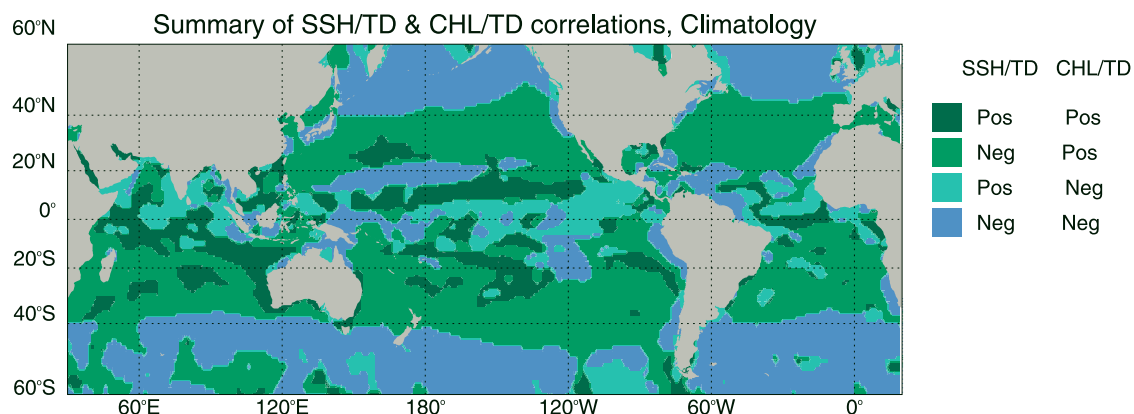 Summary of SSH/TD & CHL/TD correlations, Climatology
60°N
40°N
20°N
0°
20°S
40°S
60°S
60°E 120°E 180° 120°W 60°W 0°
SSH/TD CHL/TD
Pos Pos
Neg Pos
Pos Neg
Neg Neg